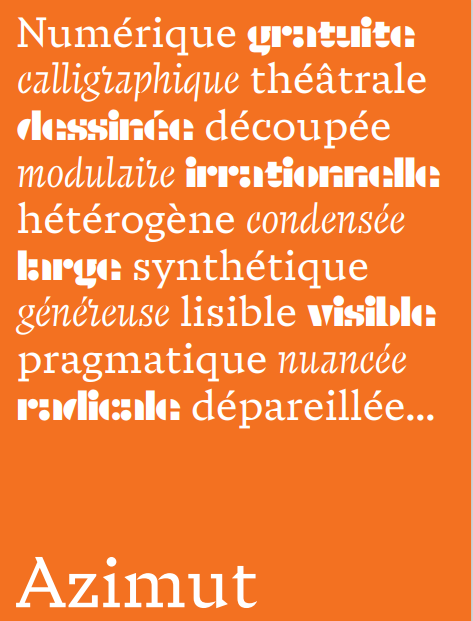 Numérique gratuite
calligraphique théâtrale
dessinée découpée
modulaire irrationnelle
hétérogène condensée
large synthétique
généreuse lisible visible
pragmatique nuancée
radicale dépareillée...
Azimut